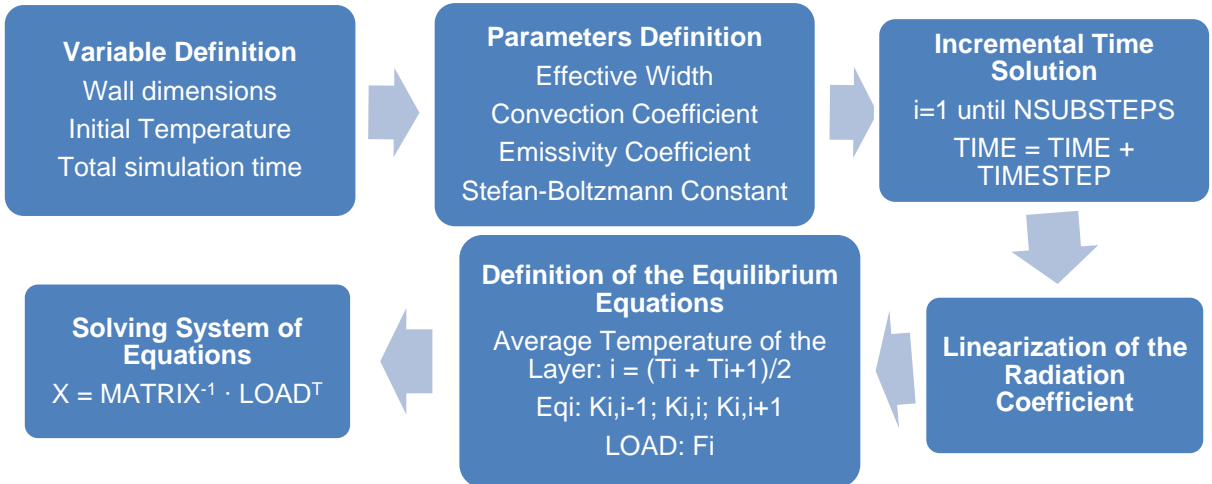 Variable Definition
Wall dimensions
Initial Temperature
Total simulation time
Parameters Definition
Effective Width
Convection Coefficient
Emissivity Coefficient
Stefan-Boltzmann Constant
Incremental Time
Solution
i=1 until NSUBSTEPS
TIME = TIME +
TIMESTEP
Linearization of the
Radiation
Coefficient
Definition of the Equilibrium
Equations
Average Temperature of the
Layer: i = (Ti + Ti+1)/2
Eqi: Ki,i-1; Ki,i; Ki,i+1
LOAD: Fi
Solving System of
Equations
X = MATRIX⁻¹ · LOADᵀ